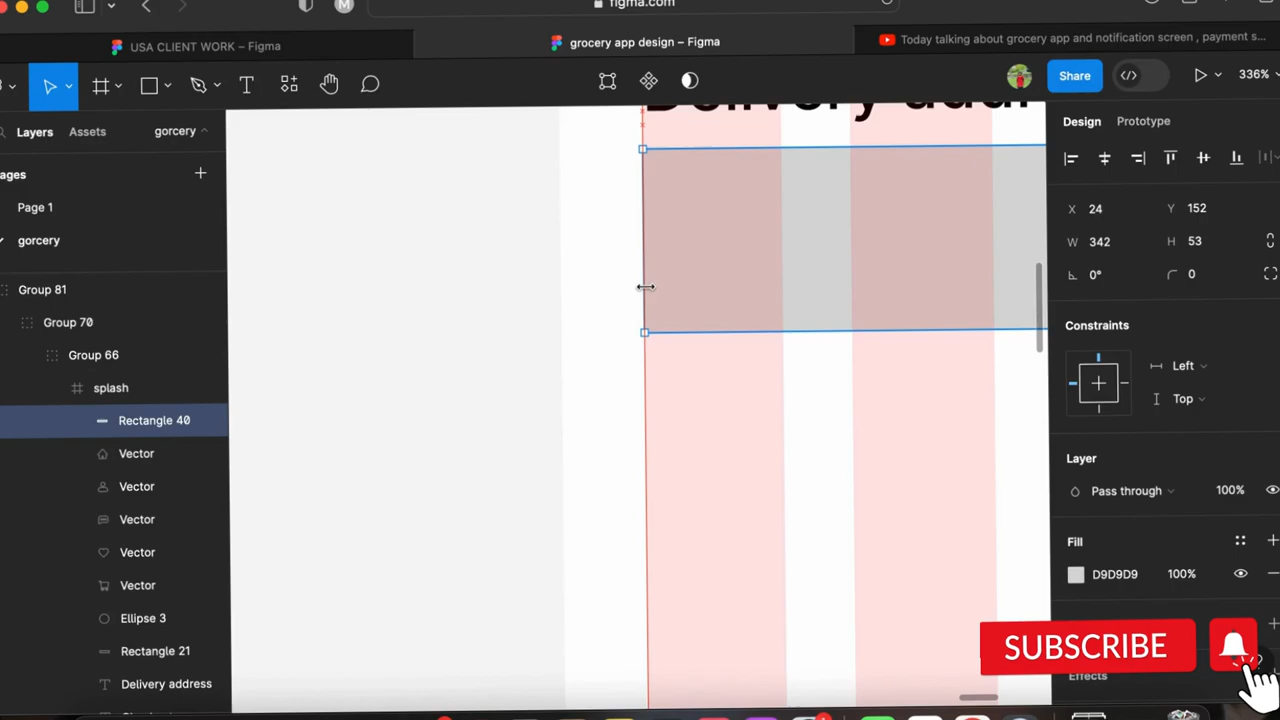 figma.com
USA CLIENT WORK – Figma
grocery app design – Figma
Today talking about grocery app and notification screen , payment s...
Share
336%
Layers
Assets
gorcery
Design
Prototype
ages
Page 1
gorcery
Group 81
Group 70
Group 66
splash
Rectangle 40
Vector
Vector
Vector
Vector
Vector
Ellipse 3
Rectangle 21
Delivery address
X 24
Y 152
W 342
H 53
0°
0
Constraints
Left
Top
Layer
Pass through
100%
Fill
D9D9D9
100%
SUBSCRIBE
Effects